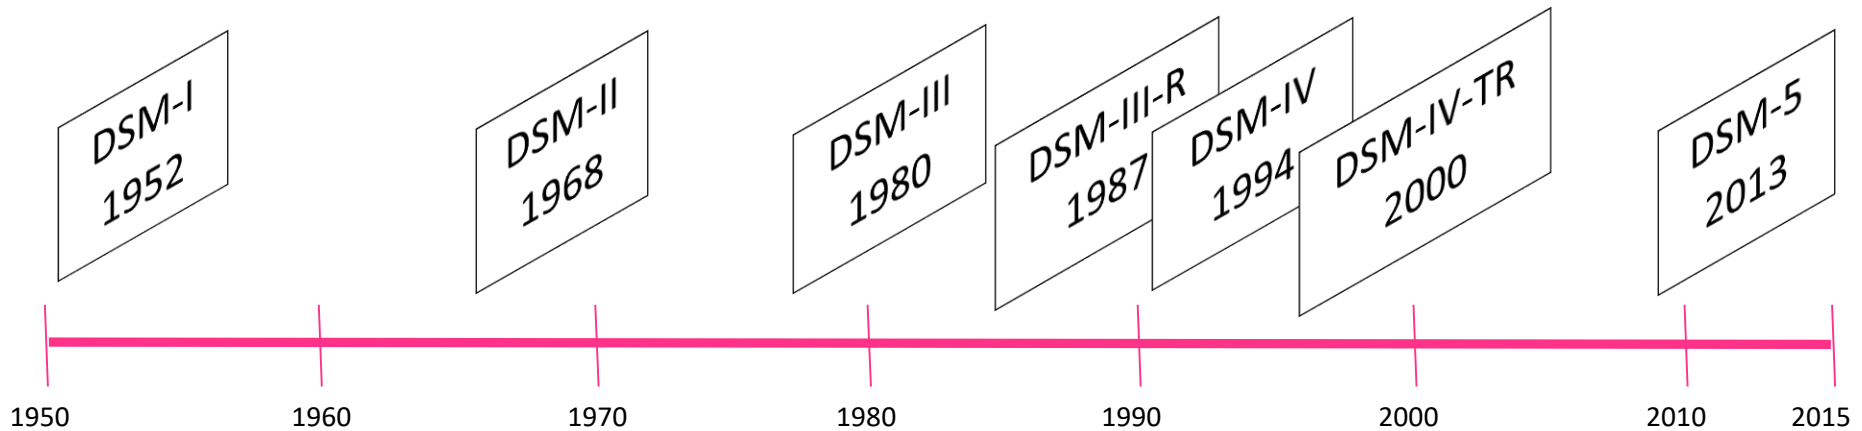 DSM-I
1952
DSM-II
1968
DSM-III
1980
DSM-III-R
1987
DSM-IV
1994
DSM-IV-TR
2000
DSM-5
2013
1950 1960 1970 1980 1990 2000 2010 2015